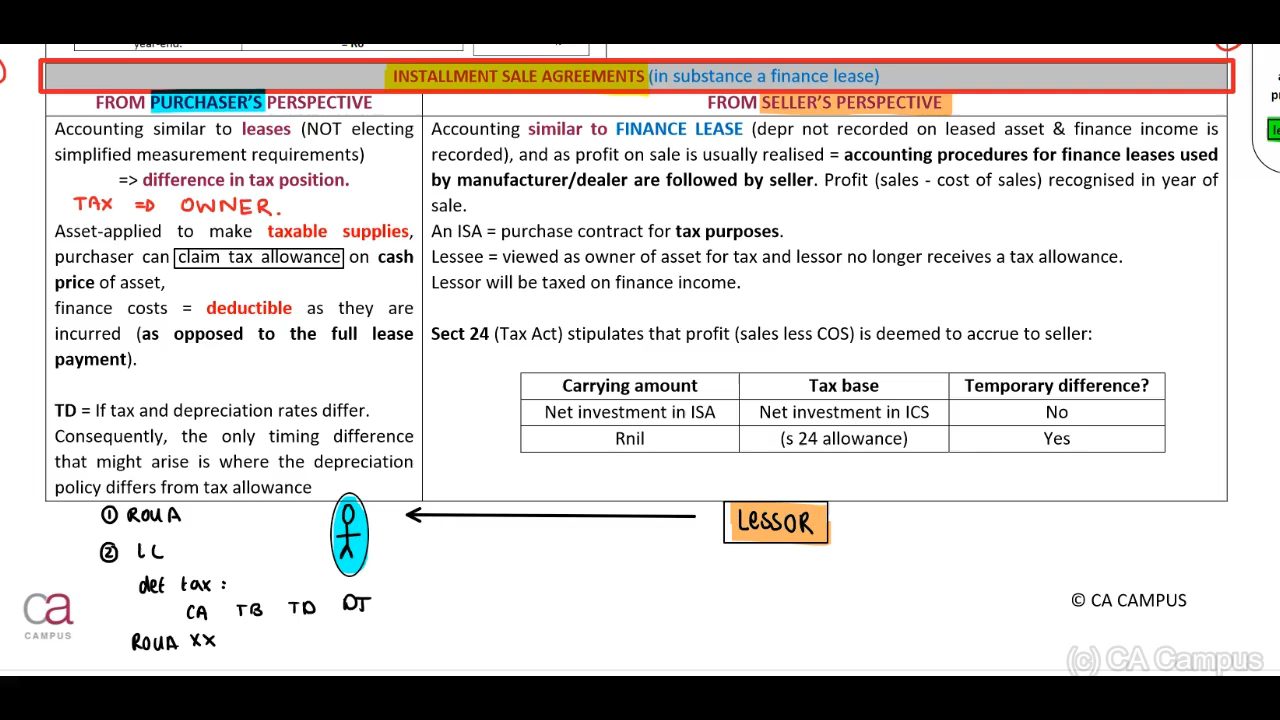 year-end.
= R0
INSTALLMENT SALE AGREEMENTS (in substance a finance lease)
FROM PURCHASER'S PERSPECTIVE
Accounting similar to leases (NOT electing
simplified measurement requirements)
=> difference in tax position.
TAX => OWNER.
Asset-applied to make taxable supplies,
purchaser can claim tax allowance on cash
price of asset,
finance costs = deductible as they are
incurred (as opposed to the full lease
payment).
TD = If tax and depreciation rates differ.
Consequently, the only timing difference
that might arise is where the depreciation
policy differs from tax allowance
FROM SELLER'S PERSPECTIVE
Accounting similar to FINANCE LEASE (depr not recorded on leased asset & finance income is
recorded), and as profit on sale is usually realised = accounting procedures for finance leases used
by manufacturer/dealer are followed by seller. Profit (sales - cost of sales) recognised in year of
sale.
An ISA = purchase contract for tax purposes.
Lessee = viewed as owner of asset for tax and lessor no longer receives a tax allowance.
Lessor will be taxed on finance income.
Sect 24 (Tax Act) stipulates that profit (sales less COS) is deemed to accrue to seller:
Carrying amount Tax base Temporary difference?
Net investment in ISA Net investment in ICS No
Rnil (s 24 allowance) Yes
① ROUA
② LL
def tax :
CA TB TD DT
ROUA XX
LESSOR
ca
CAMPUS
© CA CAMPUS
(c) CA Campus